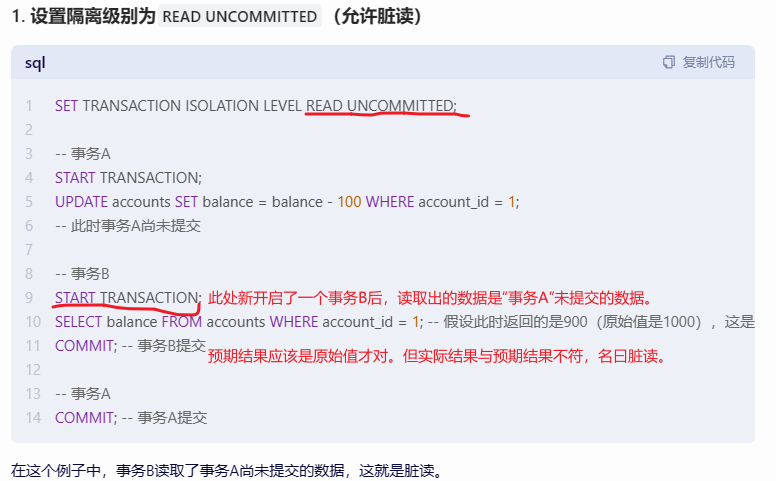 1. 设置隔离级别为 READ UNCOMMITTED （允许脏读）
sql 复制代码
1 SET TRANSACTION ISOLATION LEVEL READ UNCOMMITTED;
2
3 -- 事务A
4 START TRANSACTION;
5 UPDATE accounts SET balance = balance - 100 WHERE account_id = 1;
6 -- 此时事务A尚未提交
7
8 -- 事务B
9 START TRANSACTION; 此处新开启了一个事务B后，读取出的数据是“事务A”未提交的数据。
10 SELECT balance FROM accounts WHERE account_id = 1; -- 假设此时返回的是900（原始值是1000），这是
11 COMMIT; -- 事务B提交 预期结果应该是原始值才对。但实际结果与预期结果不符，名曰脏读。
12
13 -- 事务A
14 COMMIT; -- 事务A提交
在这个例子中，事务B读取了事务A尚未提交的数据，这就是脏读。